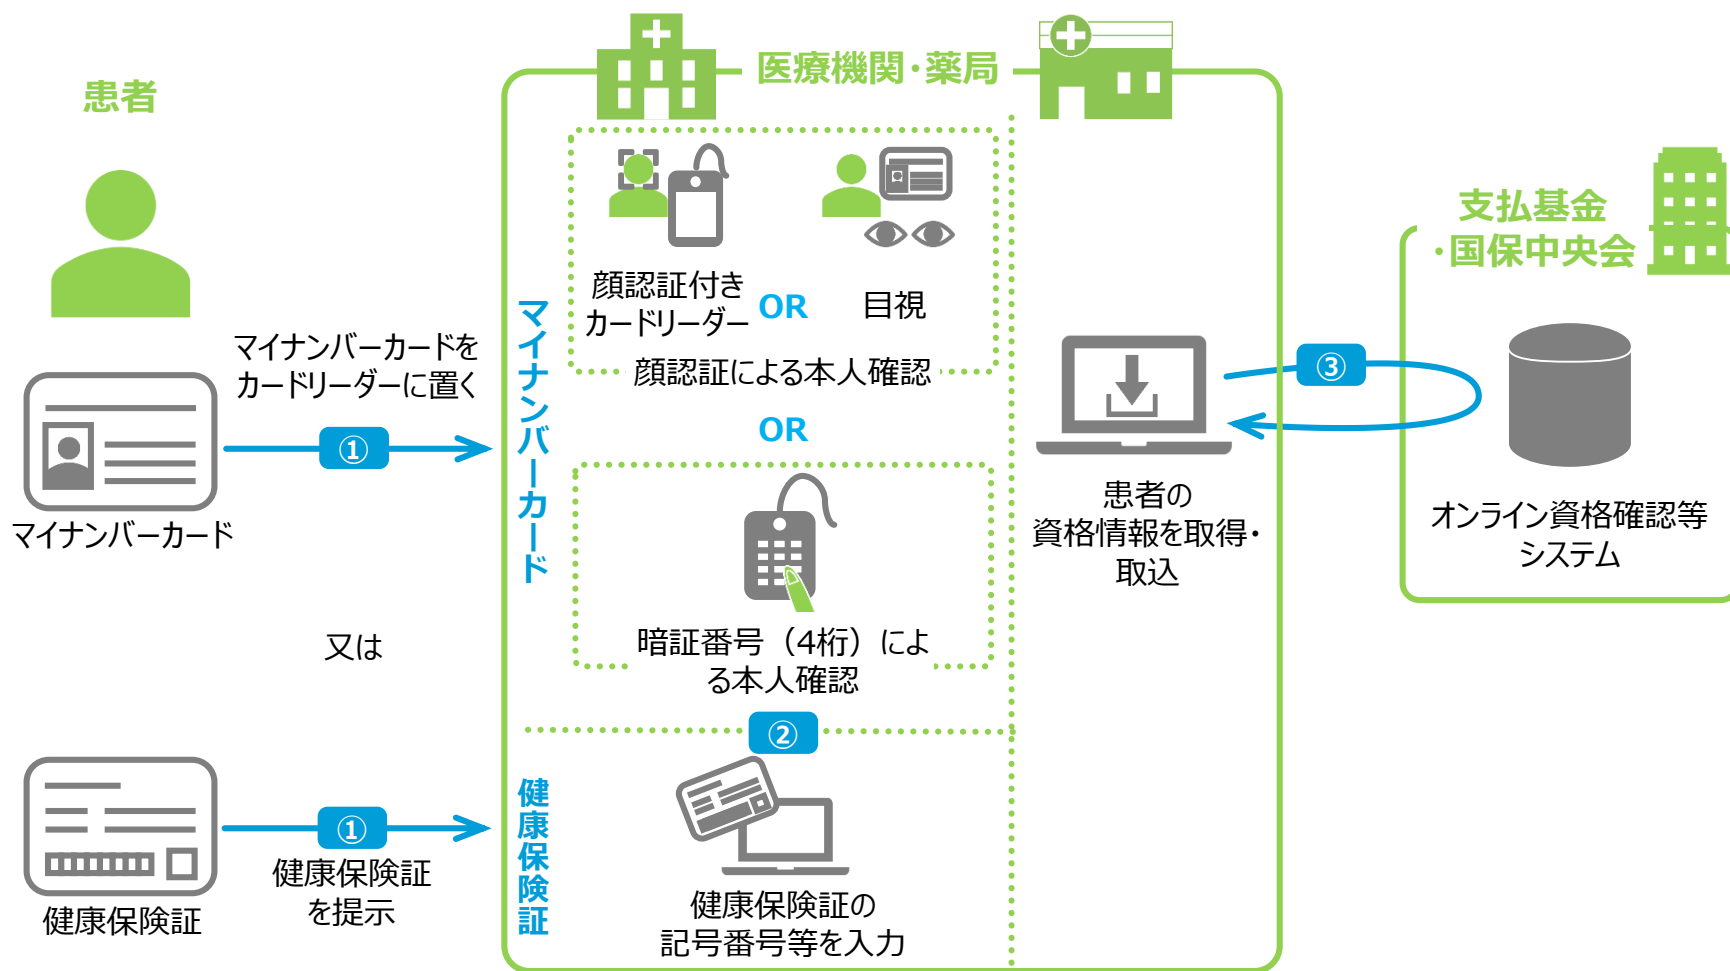 患者
マイナンバーカード
マイナンバーカードを
カードリーダーに置く
①
又は
健康保険証
①
健康保険証
を提示
医療機関・薬局
マイナンバーカード
顔認証付き
カードリーダー
OR
目視
顔認証による本人確認
OR
暗証番号（4桁）によ
る本人確認
②
健康保険証
健康保険証の
記号番号等を入力
患者の
資格情報を取得・
取込
③
支払基金
・国保中央会
オンライン資格確認等
システム